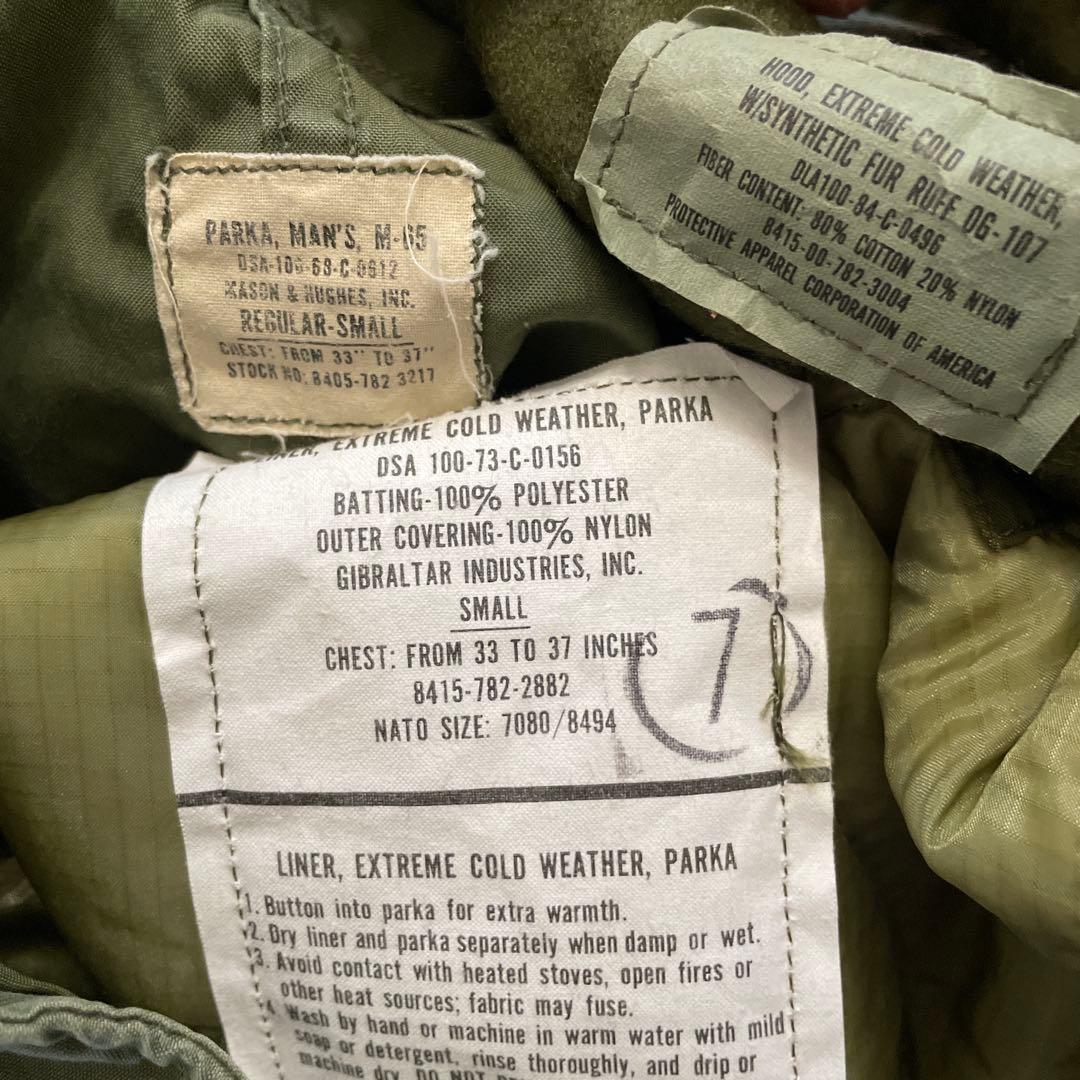 PARKA, MAN'S, M-65
DSA-100-69-C-0612
MASON & HUGHES, INC.
REGULAR-SMALL
CHEST: FROM 33" TO 37"
STOCK NO: 8405-782 3217
HOOD, EXTREME COLD WEATHER,
W/SYNTHETIC FUR RUFF OG-107
DLA100-84-C-0496
FIBER CONTENT: 80% COTTON 20% NYLON
8415-00-782-3004
PROTECTIVE APPAREL CORPORATION OF AMERICA
LINER, EXTREME COLD WEATHER, PARKA
DSA 100-73-C-0156
BATTING-100% POLYESTER
OUTER COVERING-100% NYLON
GIBRALTAR INDUSTRIES, INC.
SMALL
CHEST: FROM 33 TO 37 INCHES
8415-782-2882
NATO SIZE: 7080/8494
7
LINER, EXTREME COLD WEATHER, PARKA
1. Button into parka for extra warmth.
2. Dry liner and parka separately when damp or wet.
3. Avoid contact with heated stoves, open fires or
other heat sources; fabric may fuse.
4. Wash by hand or machine in warm water with mild
soap or detergent, rinse thoroughly, and drip or
machine dry. DO NOT